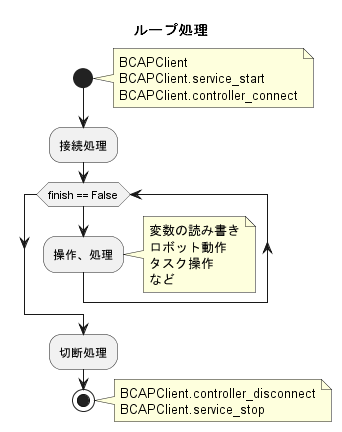 ループ処理
BCAPClient
BCAPClient.service_start
BCAPClient.controller_connect
接続処理
finish == False
操作、処理
変数の読み書き
ロボット動作
タスク操作
など
切断処理
BCAPClient.controller_disconnect
BCAPClient.service_stop